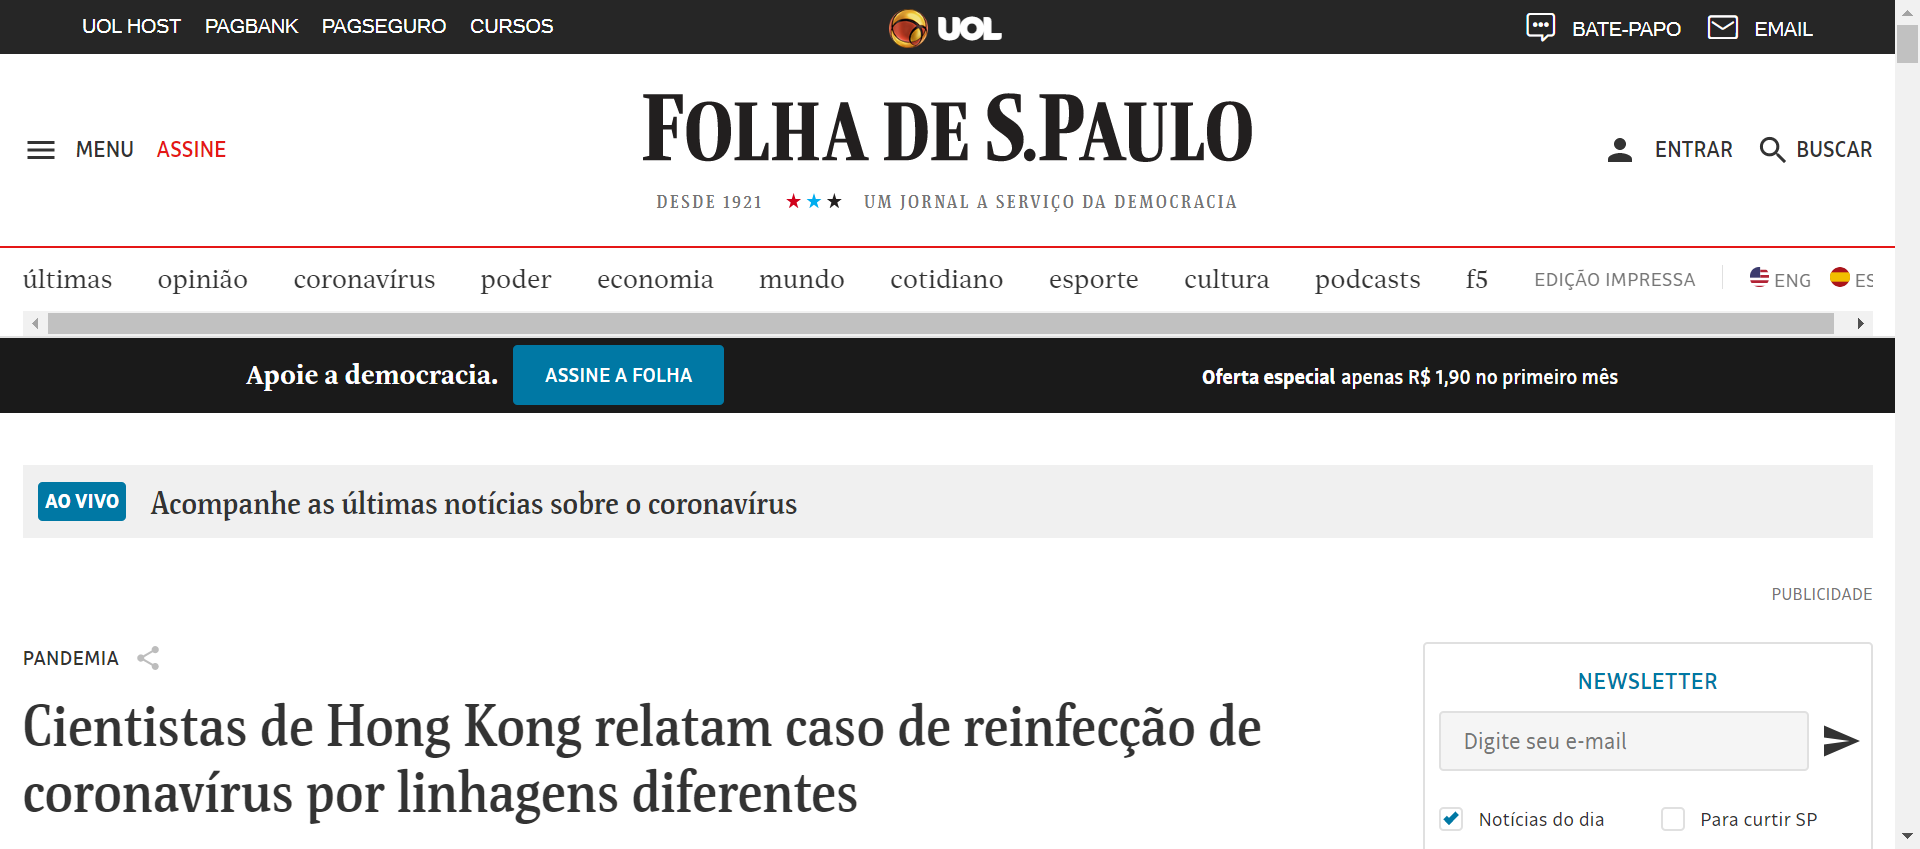 UOL HOST PAGBANK PAGSEGURO CURSOS UOL BATE-PAPO EMAIL
MENU ASSINE FOLHA DE S.PAULO ENTRAR BUSCAR
DESDE 1921 ★★★ UM JORNAL A SERVIÇO DA DEMOCRACIA
últimas opinião coronavírus poder economia mundo cotidiano esporte cultura podcasts f5 EDIÇÃO IMPRESSA ENG ES
Apoie a democracia. ASSINE A FOLHA Oferta especial apenas R$ 1,90 no primeiro mês
AO VIVO Acompanhe as últimas notícias sobre o coronavírus
PUBLICIDADE
PANDEMIA
Cientistas de Hong Kong relatam caso de reinfecção de
coronavírus por linhagens diferentes
NEWSLETTER
Digite seu e-mail
Notícias do dia Para curtir SP